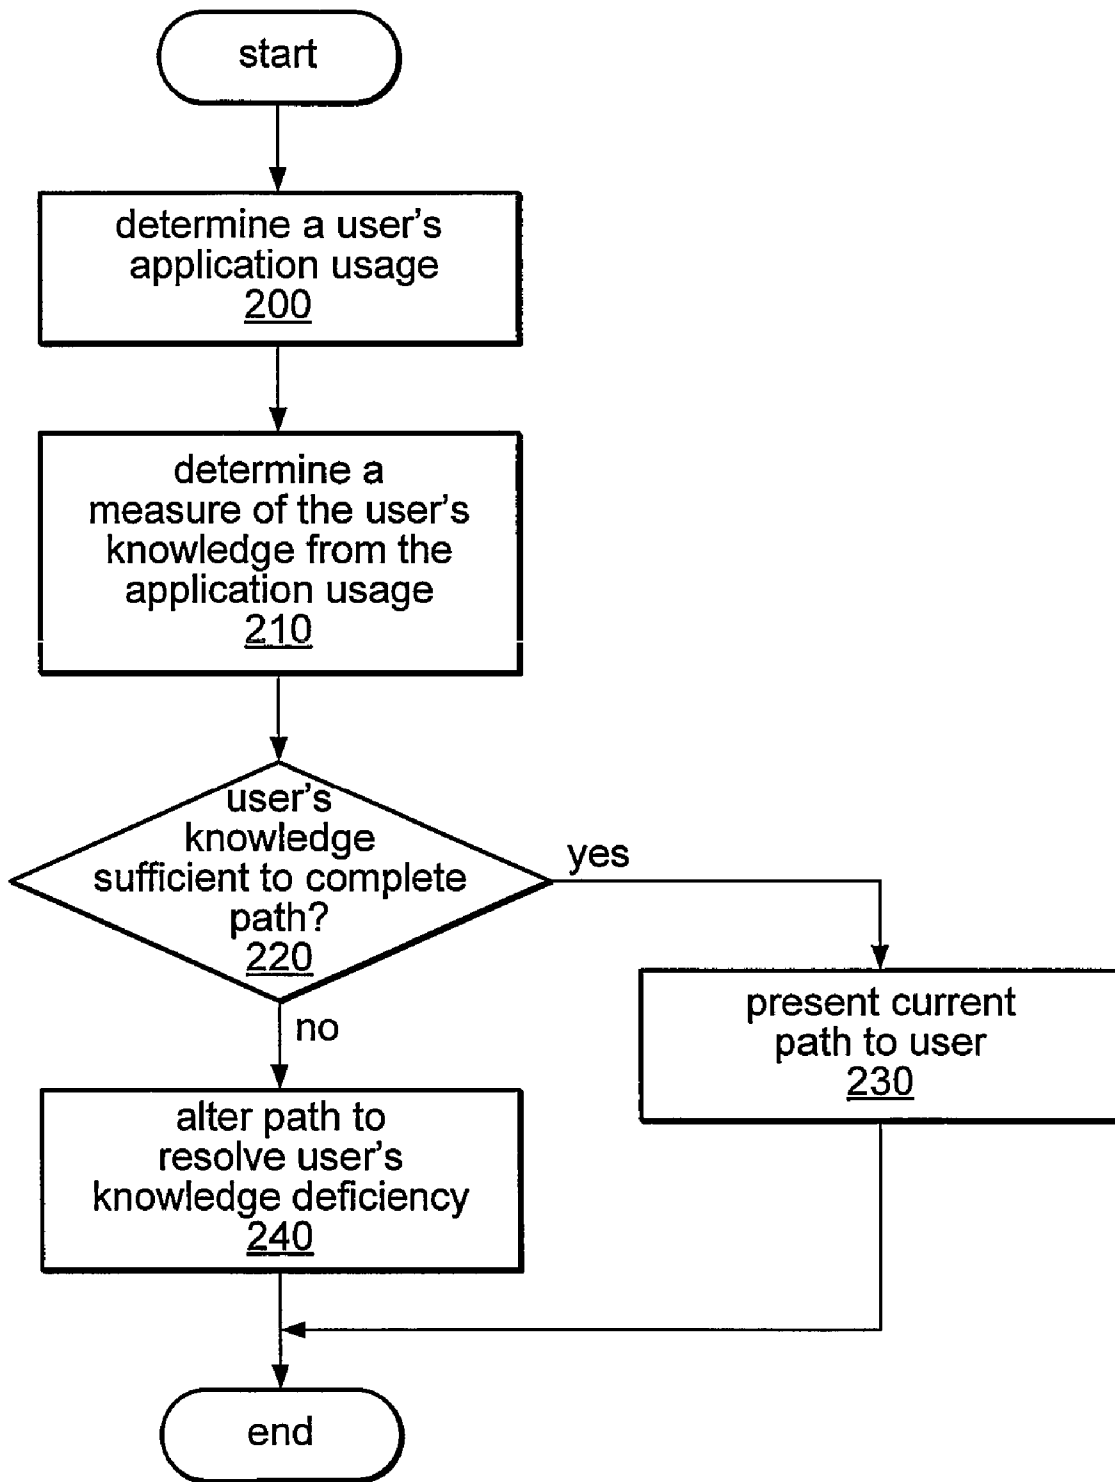 start
determine a user's
application usage
200
determine a
measure of the user's
knowledge from the
application usage
210
user's
knowledge
sufficient to complete
path?
220
yes
no
present current
path to user
230
alter path to
resolve user's
knowledge deficiency
240
end